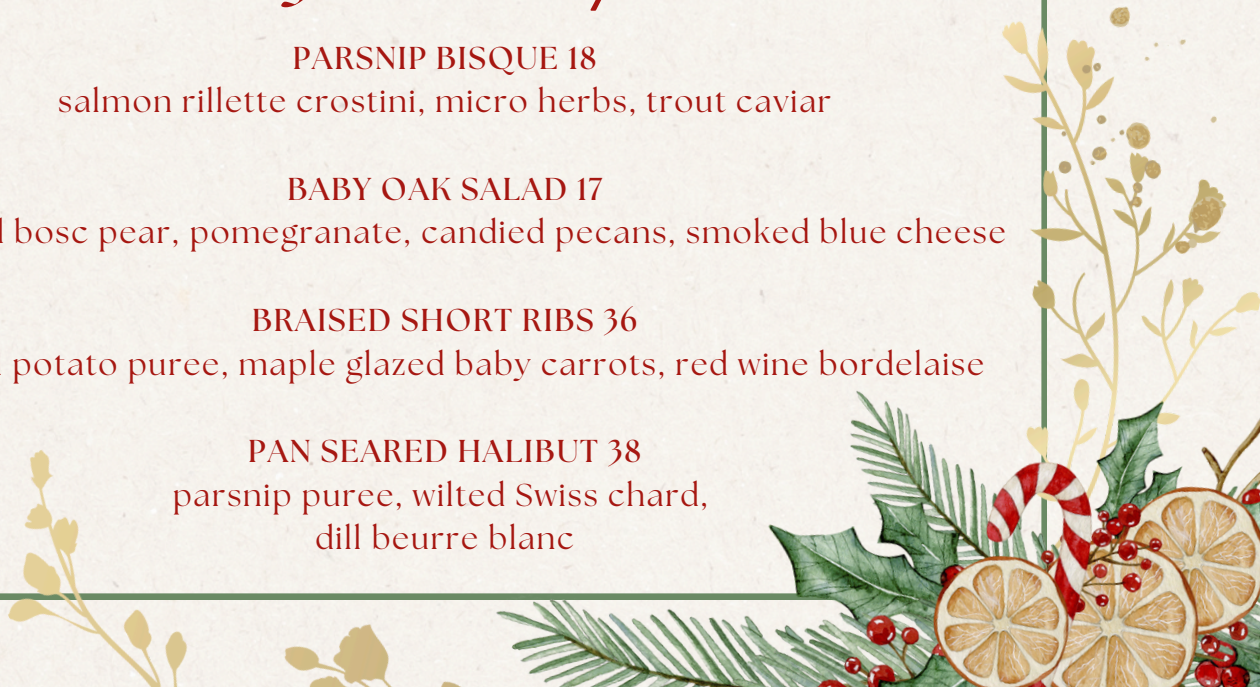 PARSNIP BISQUE 18
salmon rillette crostini, micro herbs, trout caviar
BABY OAK SALAD 17
bosc pear, pomegranate, candied pecans, smoked blue cheese
BRAISED SHORT RIBS 36
potato puree, maple glazed baby carrots, red wine bordelaise
PAN SEARED HALIBUT 38
parsnip puree, wilted Swiss chard,
dill beurre blanc